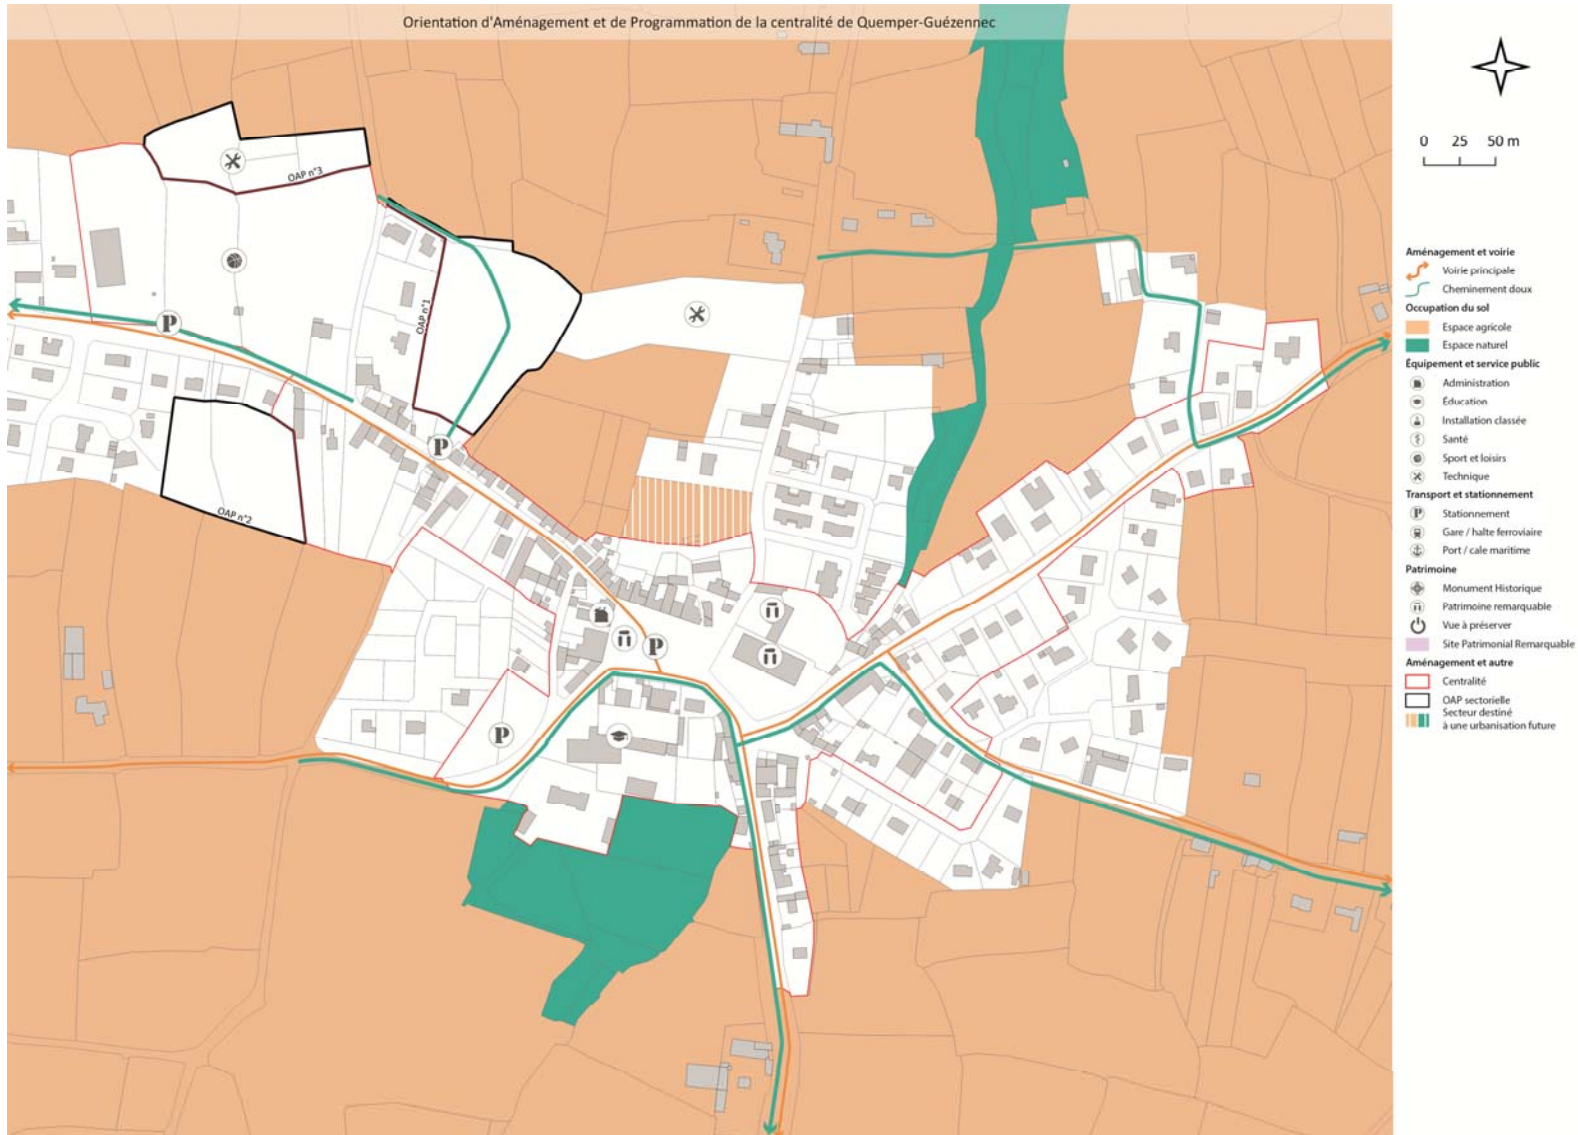 Orientation d'Aménagement et de Programmation de la centralité de Quemper-Guézennec
0 25 50 m
OAP n°3
OAP n°1
OAP n°2
P
P
P
P
Aménagement et voirie
Voirie principale
Cheminement doux
Occupation du sol
Espace agricole
Espace naturel
Équipement et service public
Administration
Éducation
Installation classée
Santé
Sport et loisirs
Technique
Transport et stationnement
P Stationnement
Gare / halte ferroviaire
Port / cale maritime
Patrimoine
Monument Historique
Patrimoine remarquable
Vue à préserver
Site Patrimonial Remarquable
Aménagement et autre
Centralité
OAP sectorielle
Secteur destiné
à une urbanisation future